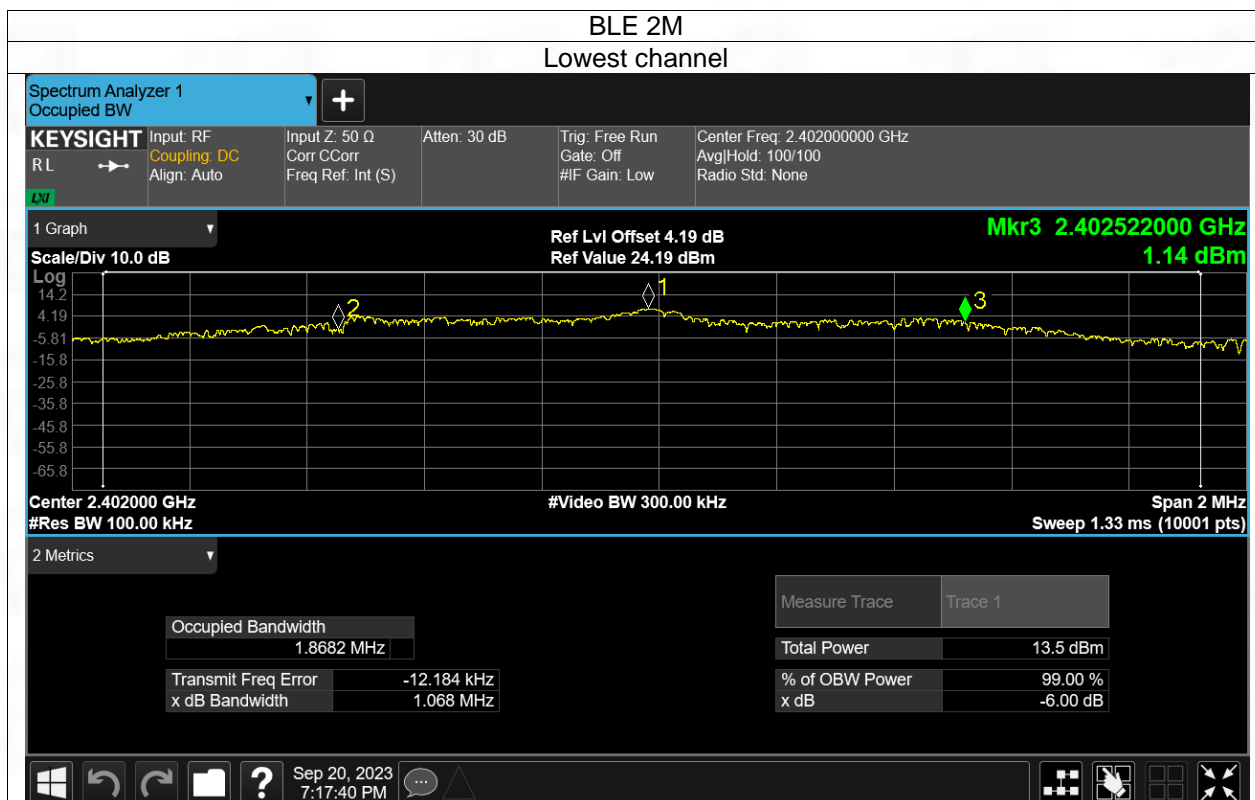 BLE 2M
Lowest channel
Spectrum Analyzer 1
Occupied BW
KEYSIGHT
RL
LXI
Input: RF
Coupling: DC
Align: Auto
Input Z: 50 Ω
Corr CCorr
Freq Ref: Int (S)
Atten: 30 dB
Trig: Free Run
Gate: Off
#IF Gain: Low
Center Freq: 2.402000000 GHz
Avg|Hold: 100/100
Radio Std: None
1 Graph
Scale/Div 10.0 dB
Ref Lvl Offset 4.19 dB
Ref Value 24.19 dBm
Mkr3 2.402522000 GHz
1.14 dBm
Log
14.2
4.19
-5.81
-15.8
-25.8
-35.8
-45.8
-55.8
-65.8
2
1
3
Center 2.402000 GHz
#Res BW 100.00 kHz
#Video BW 300.00 kHz
Span 2 MHz
Sweep 1.33 ms (10001 pts)
2 Metrics
Measure Trace Trace 1
Occupied Bandwidth
1.8682 MHz
Total Power 13.5 dBm
Transmit Freq Error -12.184 kHz
% of OBW Power 99.00 %
x dB Bandwidth 1.068 MHz
x dB -6.00 dB
Sep 20, 2023
7:17:40 PM